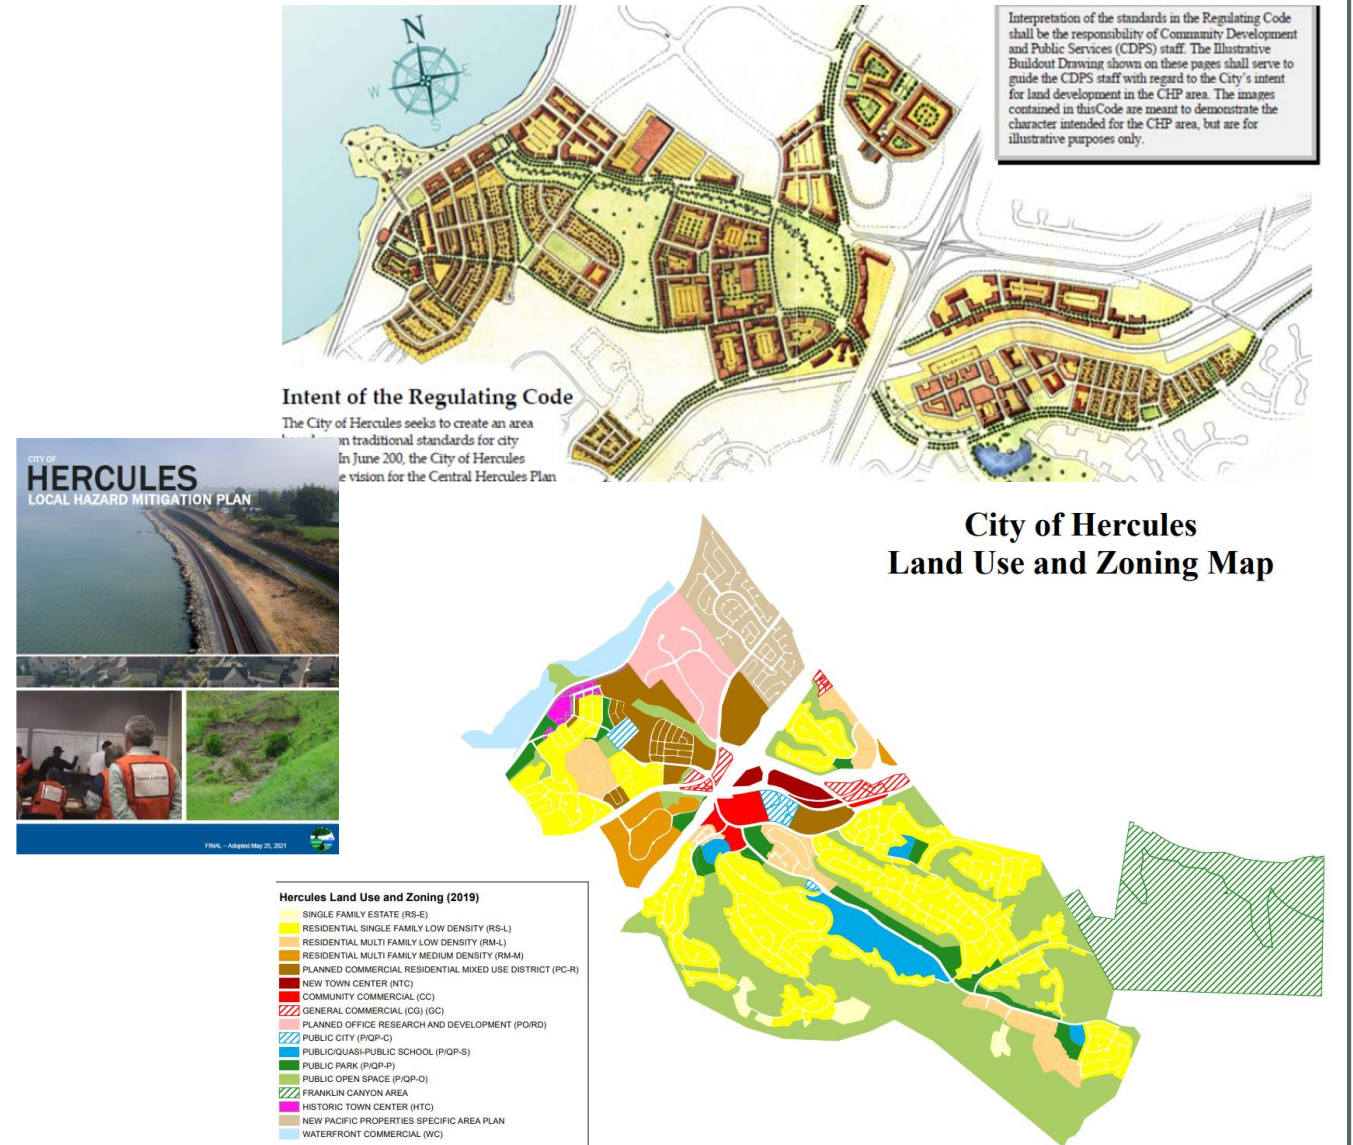 Interpretation of the standards in the Regulating Code
shall be the responsibility of Community Development
and Public Services (CDPS) staff. The Illustrative
Buildout Drawing shown on these pages shall serve to
guide the CDPS staff with regard to the City's intent
for land development in the CHP area. The images
contained in thisCode are meant to demonstrate the
character intended for the CHP area, but are for
illustrative purposes only.
N
W
E
S
Intent of the Regulating Code
The City of Hercules seeks to create an area
on traditional standards for city
In June 200, the City of Hercules
vision for the Central Hercules Plan
CITY OF
HERCULES
LOCAL HAZARD MITIGATION PLAN
FINAL – Adopted May 25, 2021
City of Hercules
Land Use and Zoning Map
Hercules Land Use and Zoning (2019)
SINGLE FAMILY ESTATE (RS-E)
RESIDENTIAL SINGLE FAMILY LOW DENSITY (RS-L)
RESIDENTIAL MULTI FAMILY LOW DENSITY (RM-L)
RESIDENTIAL MULTI FAMILY MEDIUM DENSITY (RM-M)
PLANNED COMMERCIAL RESIDENTIAL MIXED USE DISTRICT (PC-R)
NEW TOWN CENTER (NTC)
COMMUNITY COMMERCIAL (CC)
GENERAL COMMERCIAL (CG) (GC)
PLANNED OFFICE RESEARCH AND DEVELOPMENT (PO/RD)
PUBLIC CITY (P/QP-C)
PUBLIC/QUASI-PUBLIC SCHOOL (P/QP-S)
PUBLIC PARK (P/QP-P)
PUBLIC OPEN SPACE (P/QP-O)
FRANKLIN CANYON AREA
HISTORIC TOWN CENTER (HTC)
NEW PACIFIC PROPERTIES SPECIFIC AREA PLAN
WATERFRONT COMMERCIAL (WC)